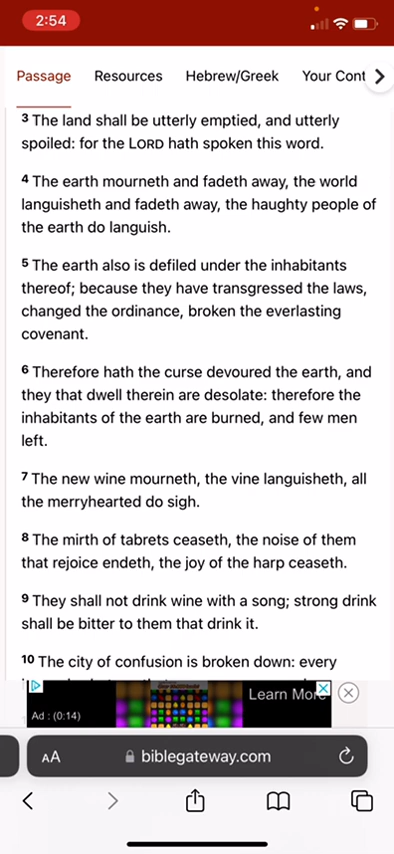 2:54
Passage Resources Hebrew/Greek Your Cont
3 The land shall be utterly emptied, and utterly
spoiled: for the LORD hath spoken this word.
4 The earth mourneth and fadeth away, the world
languisheth and fadeth away, the haughty people of
the earth do languish.
5 The earth also is defiled under the inhabitants
thereof; because they have transgressed the laws,
changed the ordinance, broken the everlasting
covenant.
6 Therefore hath the curse devoured the earth, and
they that dwell therein are desolate: therefore the
inhabitants of the earth are burned, and few men
left.
7 The new wine mourneth, the vine languisheth, all
the merryhearted do sigh.
8 The mirth of tabrets ceaseth, the noise of them
that rejoice endeth, the joy of the harp ceaseth.
9 They shall not drink wine with a song; strong drink
shall be bitter to them that drink it.
10 The city of confusion is broken down: every
Learn More
Ad : (0:14)
AA biblegateway.com